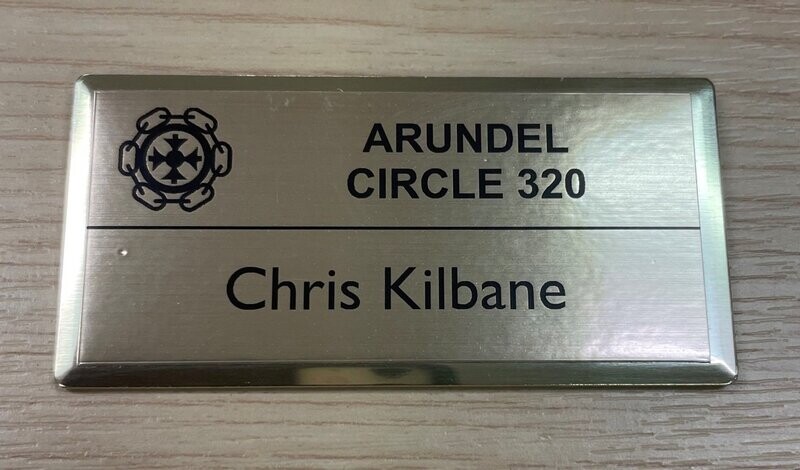 ARUNDEL
CIRCLE 320
Chris Kilbane